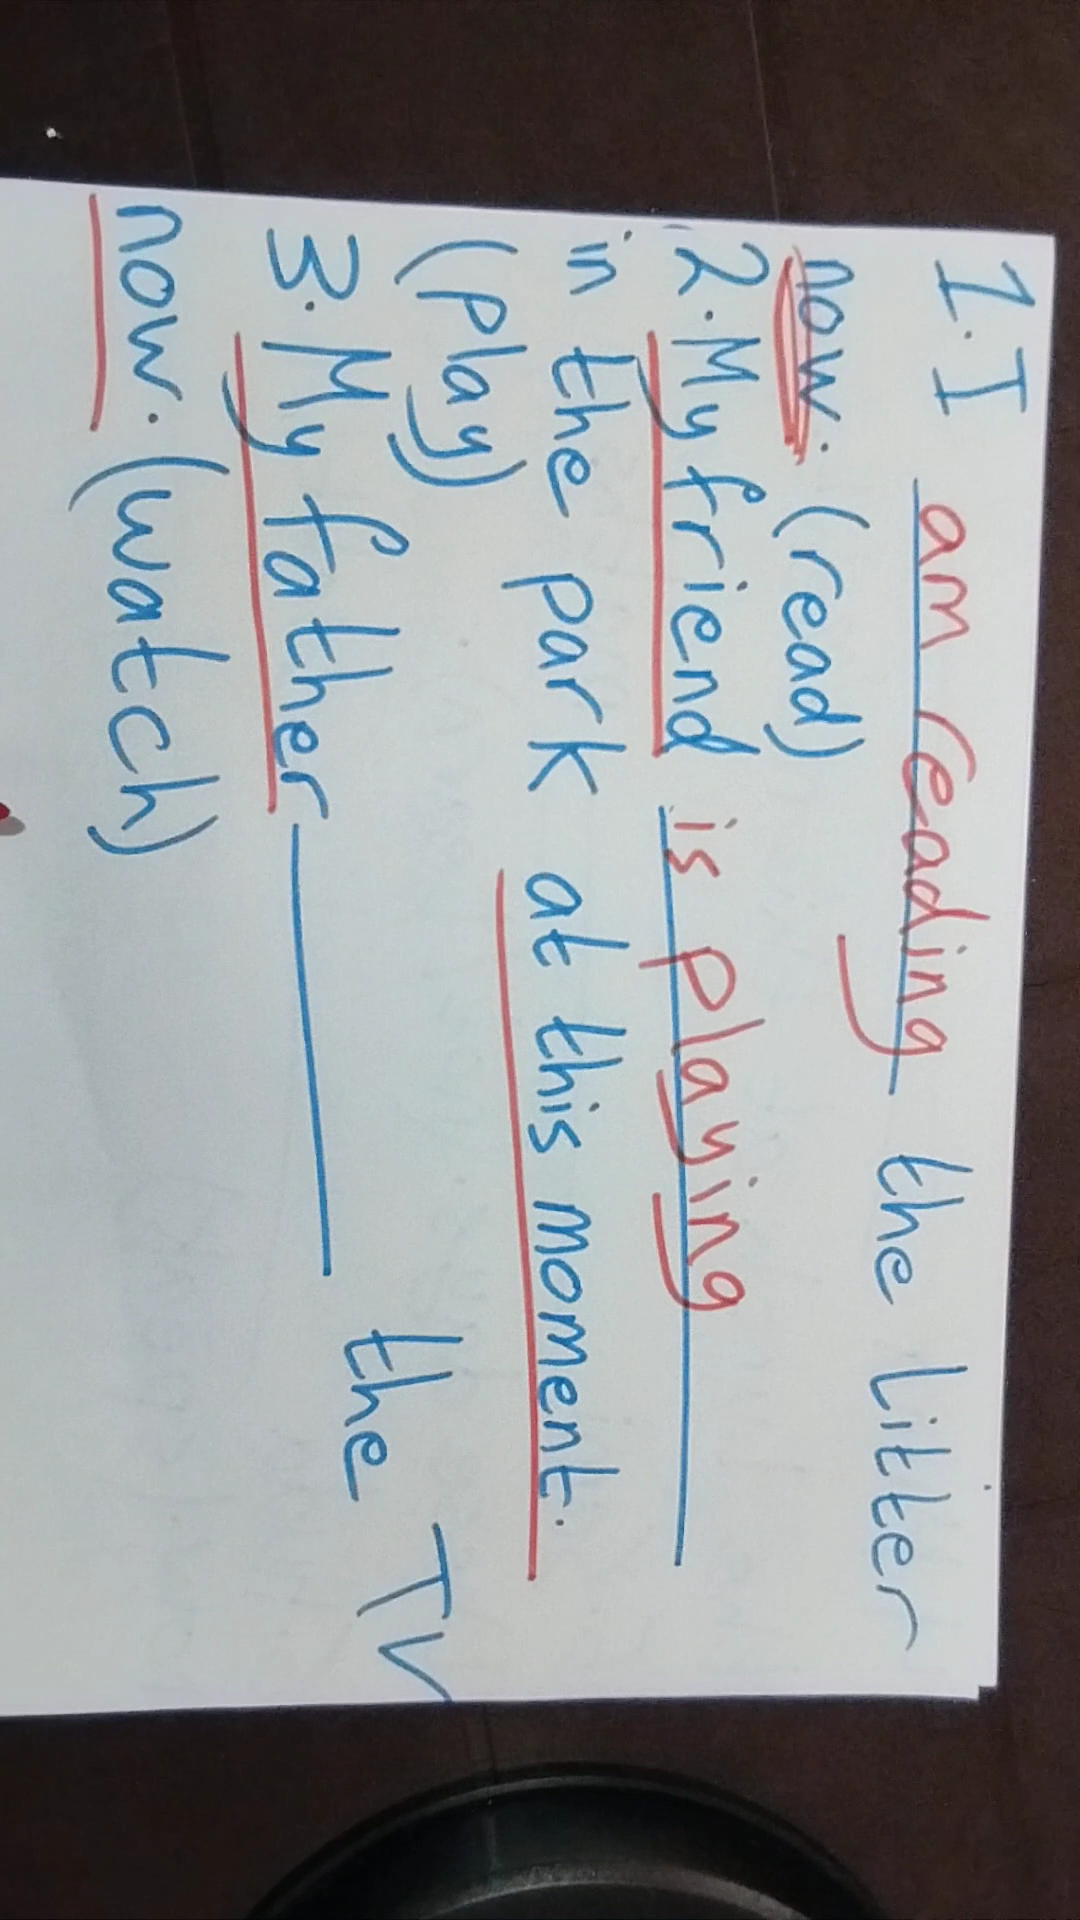 1. I am reading the Litter
now. (read)
2. My friend is playing
in the park at this moment.
(play)
3. My father the TV
now. (watch)